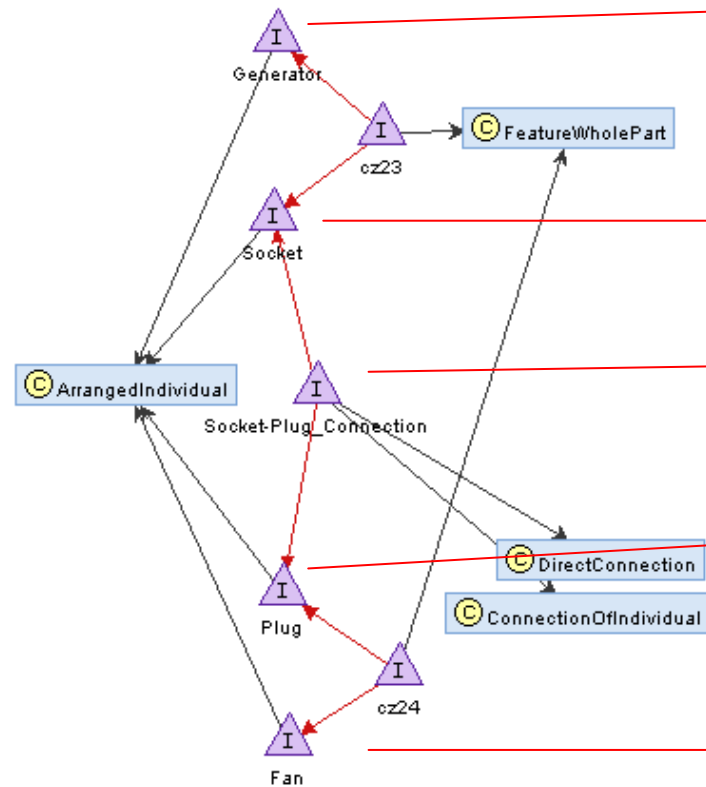 I
Generator
I
cz23
C FeatureWholePart
I
Socket
C ArrangedIndividual
I
Socket-Plug_Connection
C DirectConnection
I
Plug
C ConnectionOfIndividual
I
cz24
I
Fan